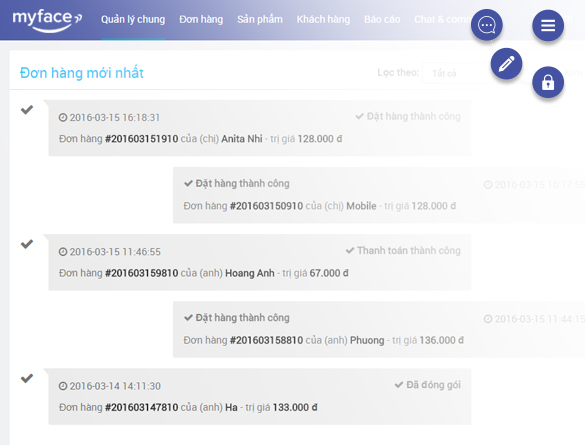 myface
Quản lý chung Đơn hàng Sản phẩm Khách hàng Báo cáo Chat &
Đơn hàng mới nhất
Lọc theo: Tất cả
2016-03-15 16:18:31 Đặt hàng thành công
Đơn hàng #201603151910 của (chị) Anita Nhi - trị giá 128.000 đ
Đặt hàng thành công 2016-03-15
Đơn hàng #201603150910 của (chị) Mobile - trị giá 128.000 đ
2016-03-15 11:46:55 Thanh toán thành công
Đơn hàng #201603159810 của (anh) Hoang Anh - trị giá 67.000 đ
Đặt hàng thành công 2016-03-15 11:44:15
Đơn hàng #201603158810 của (anh) Phuong - trị giá 136.000 đ
2016-03-14 14:11:30 Đã đóng gói
Đơn hàng #201603147810 của (anh) Ha - trị giá 133.000 đ